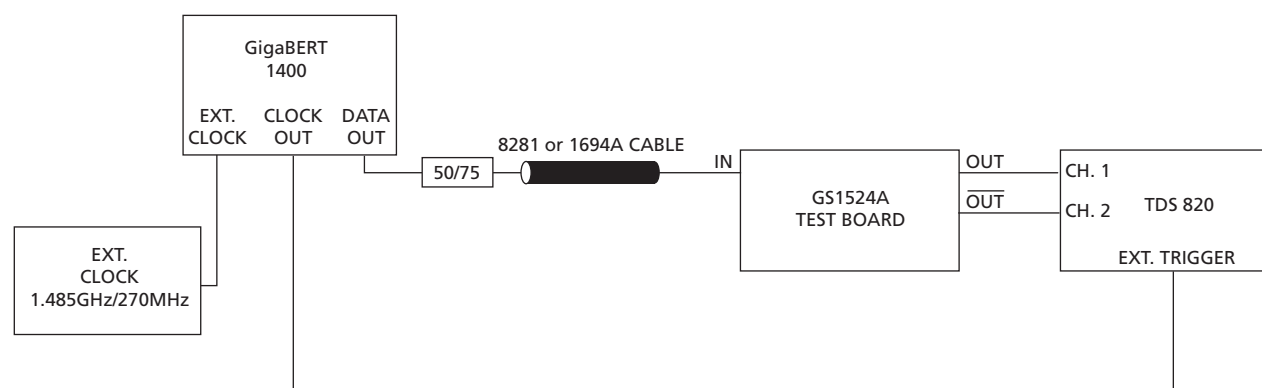 GigaBERT
1400
EXT.
CLOCK
CLOCK
OUT
DATA
OUT
50/75
8281 or 1694A CABLE
IN
GS1524A
TEST BOARD
OUT
OUT
CH. 1
CH. 2
TDS 820
EXT. TRIGGER
EXT.
CLOCK
1.485GHz/270MHz